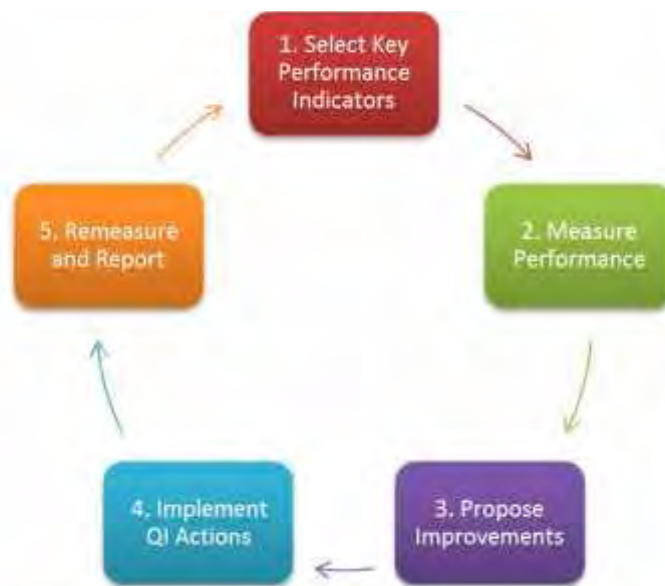 1. Select Key
Performance
Indicators
2. Measure
Performance
3. Propose
Improvements
4. Implement
QI Actions
5. Remeasure
and Report